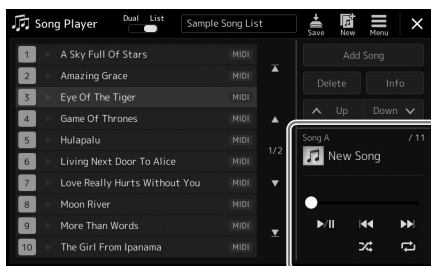 Song Player
Dual List
Sample Song List
Save
New
Menu
1 A Sky Full Of Stars MIDI
2 Amazing Grace MIDI
3 Eye Of The Tiger MIDI
4 Game Of Thrones MIDI
5 Hulapalu MIDI
6 Living Next Door To Alice MIDI
7 Love Really Hurts Without You MIDI
8 Moon River MIDI
9 More Than Words MIDI
10 The Girl From Ipanama MIDI
1/2
Add Song
Delete
Info
Up
Down
Song A
/ 11
New Song